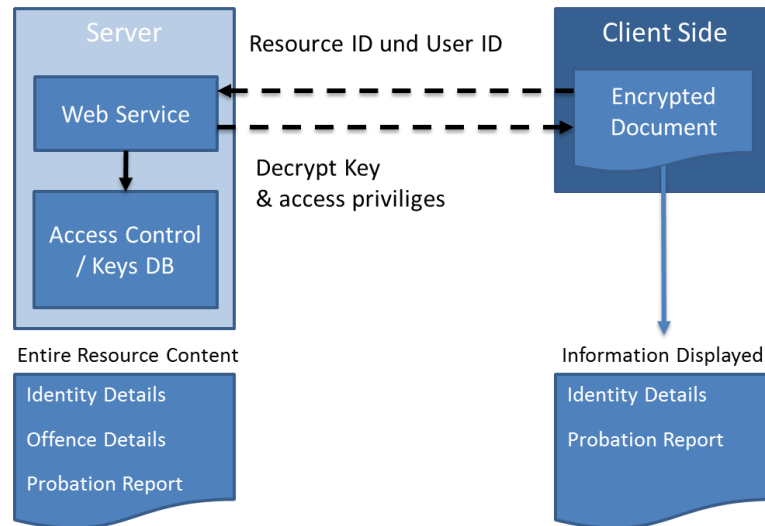 Server
Resource ID und User ID
Client Side
Web Service
Encrypted
Document
Decrypt Key
& access priviliges
Access Control
/ Keys DB
Entire Resource Content
Identity Details
Offence Details
Probation Report
Information Displayed
Identity Details
Probation Report